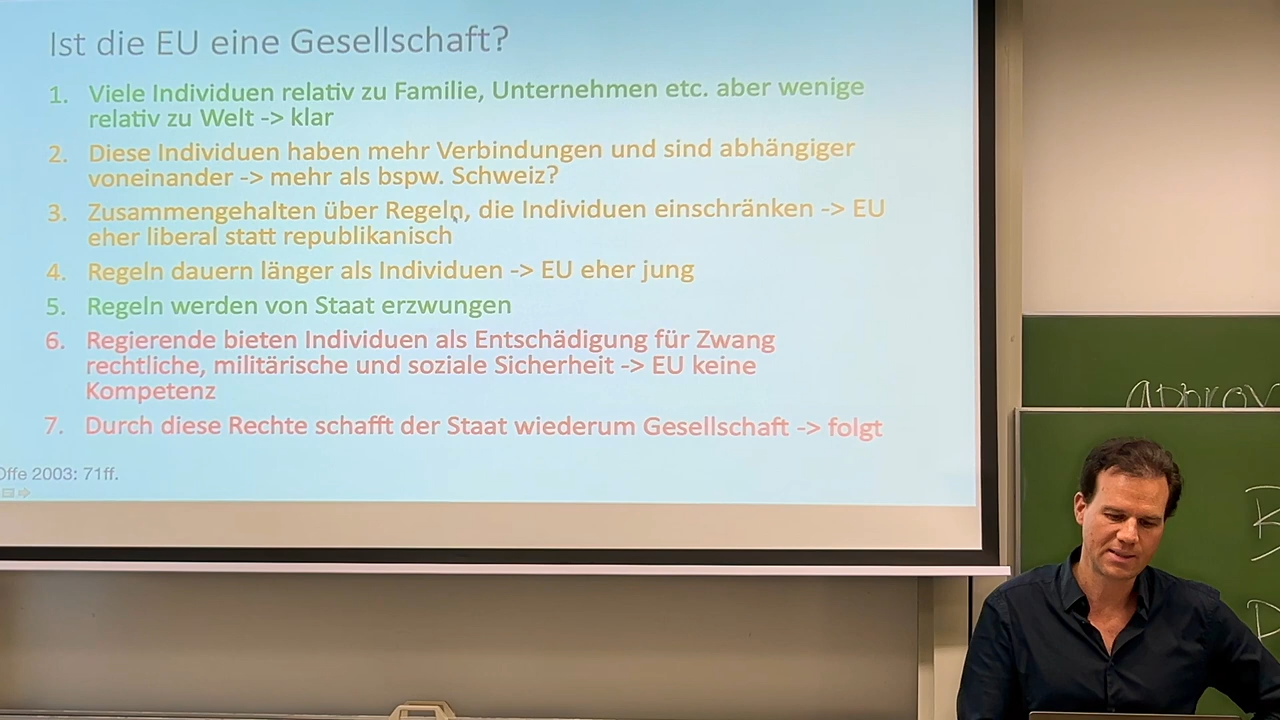 Ist die EU eine Gesellschaft?
1. Viele Individuen relativ zu Familie, Unternehmen etc. aber wenige
relativ zu Welt -> klar
2. Diese Individuen haben mehr Verbindungen und sind abhängiger
voneinander -> mehr als bspw. Schweiz?
3. Zusammengehalten über Regeln, die Individuen einschränken -> EU
eher liberal statt republikanisch
4. Regeln dauern länger als Individuen -> EU eher jung
5. Regeln werden von Staat erzwungen
6. Regierende bieten Individuen als Entschädigung für Zwang
rechtliche, militärische und soziale Sicherheit -> EU keine
Kompetenz
7. Durch diese Rechte schafft der Staat wiederum Gesellschaft -> folgt
Offe 2003: 71ff.